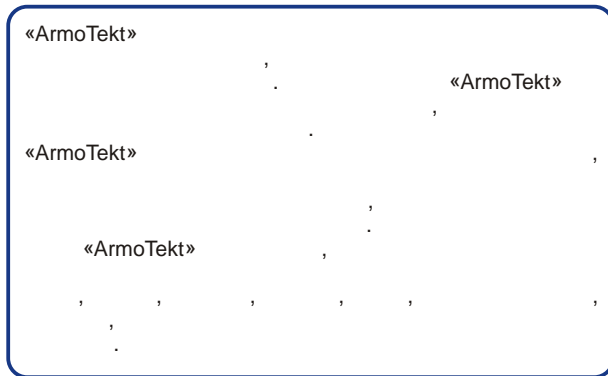 «ArmoTekt»
,
. «ArmoTekt»
,
.
«ArmoTekt» ,
,
.
«ArmoTekt» ,
, , , , , ,
,
.